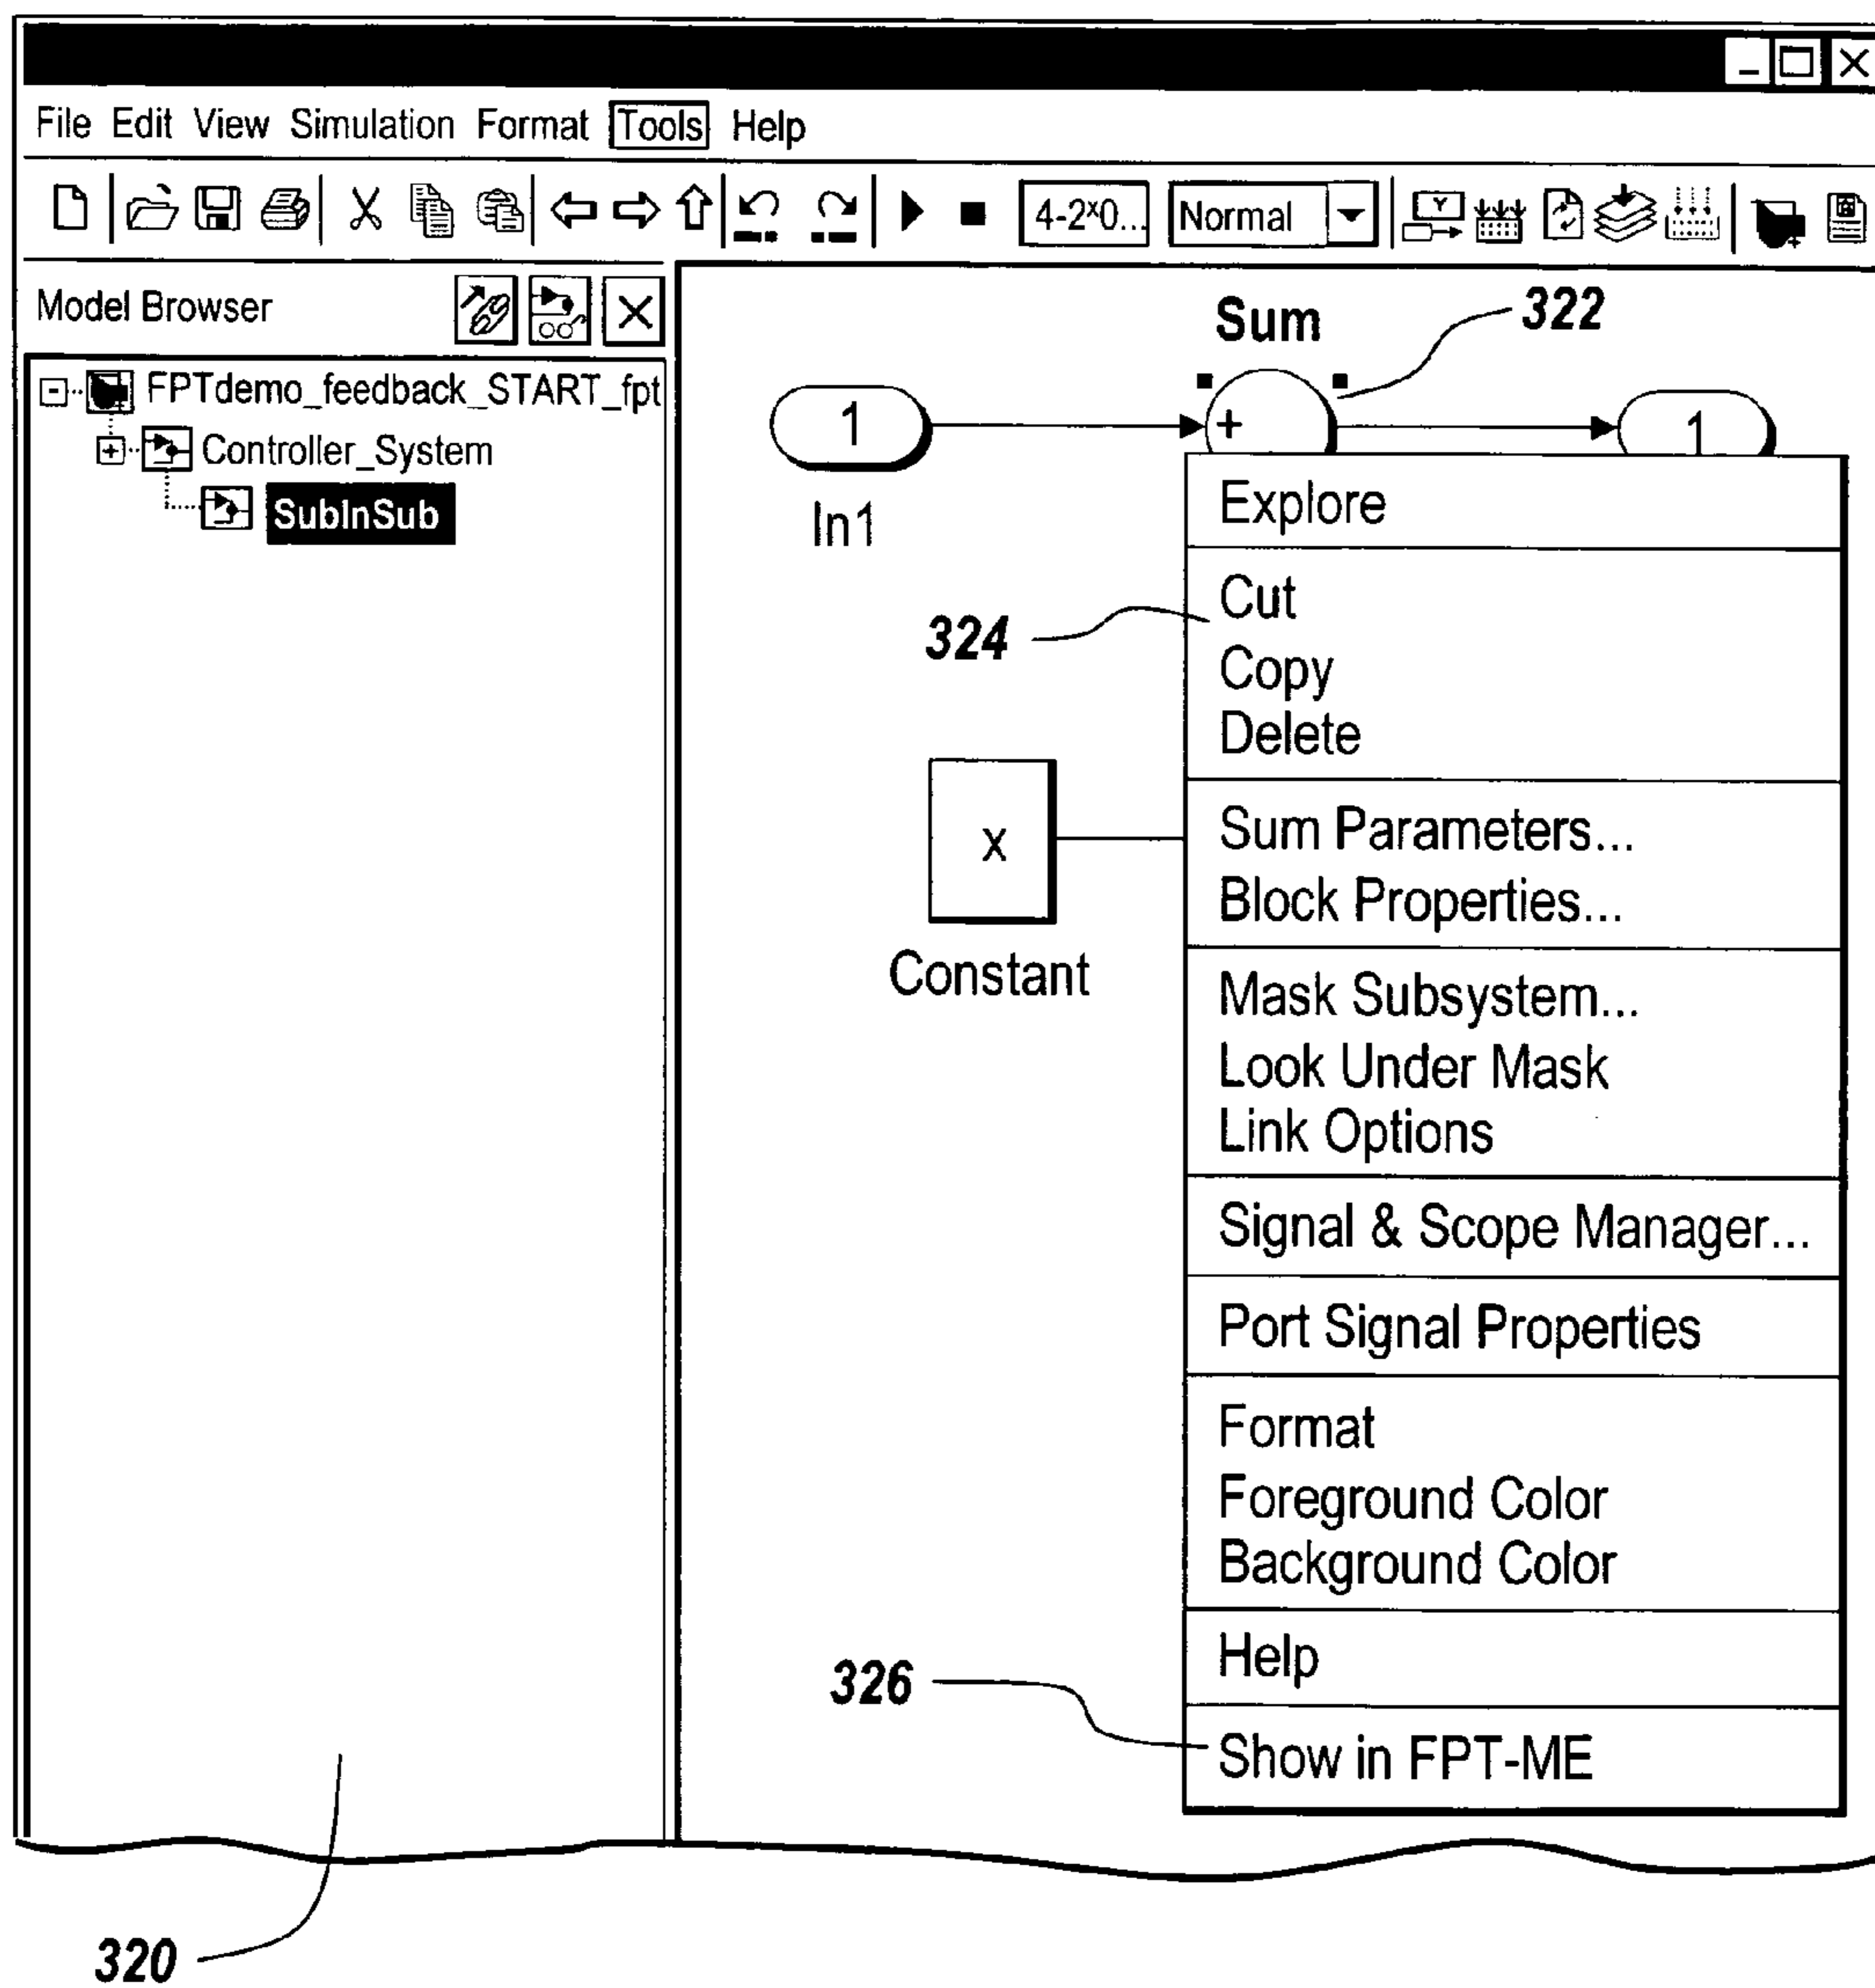 File Edit View Simulation Format Tools Help
4-2x0... Normal
Model Browser
FPTdemo_feedback_START_fpt
Controller_System
SubInSub
Sum
322
1
+
1
In1
Explore
324
Cut
Copy
Delete
X
Constant
Sum Parameters...
Block Properties...
Mask Subsystem...
Look Under Mask
Link Options
Signal & Scope Manager...
Port Signal Properties
Format
Foreground Color
Background Color
Help
326
Show in FPT-ME
320